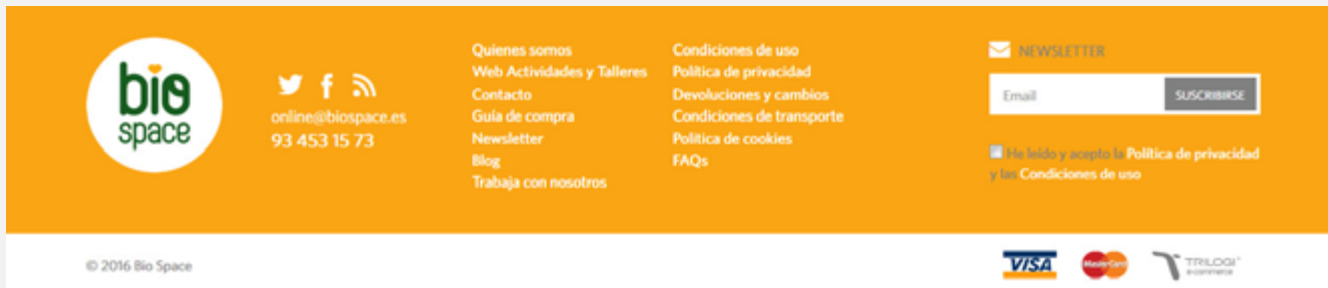 bio
space
online@biospace.es
93 453 15 73
Quienes somos
Web Actividades y Talleres
Contacto
Guía de compra
Newsletter
Blog
Trabaja con nosotros
Condiciones de uso
Política de privacidad
Devoluciones y cambios
Condiciones de transporte
Política de cookies
FAQs
NEWSLETTER
Email
SUSCRIBIRSE
He leído y acepto la Política de privacidad
y las Condiciones de uso
© 2016 Bio Space
VISA
MasterCard
TRILOGI
e-commerce